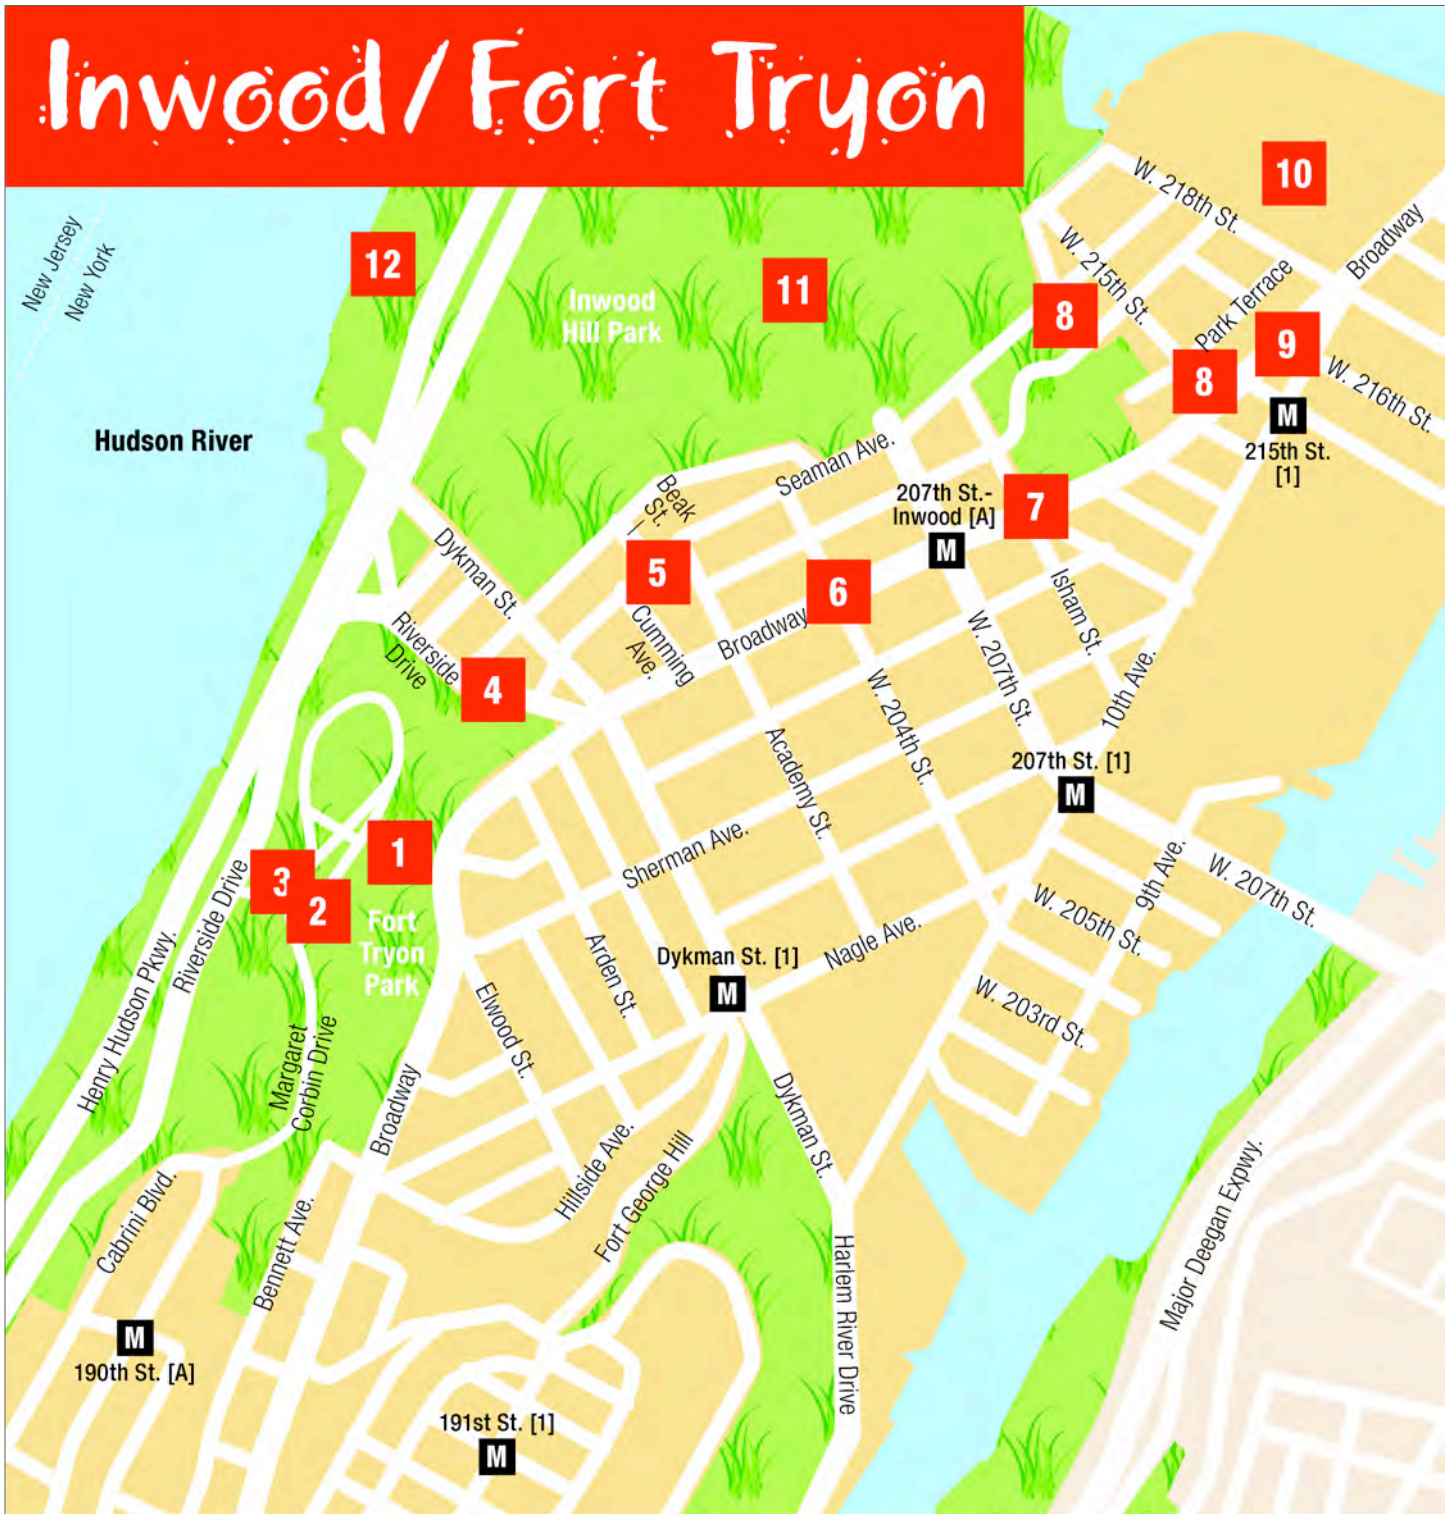 Inwood/Fort Tryon
New Jersey
New York
Hudson River
12
Inwood
Hill Park
11
W. 218th St.
10
Broadway
W. 215th St.
Park Terrace
8
8
9
W. 216th St.
M
215th St.
[1]
Seaman Ave.
Beak
St.
207th St.-
Inwood [A]
M
7
Dykman St.
5
6
Cumming
Ave.
Broadway
Isham St.
Riverside
Drive
4
W. 207th St.
W. 204th St.
10th Ave.
Academy St.
207th St. [1]
M
Sherman Ave.
1
3
2
Fort
Tryon
Park
Riverside Drive
Henry Hudson Pkwy.
9th Ave.
W. 207th St.
W. 205th St.
Nagle Ave.
Dykman St. [1]
M
Arden St.
Elwood St.
W. 203rd St.
Margaret
Corbin Drive
Broadway
Dykman St.
Hillside Ave.
Fort George Hill
Cabrini Blvd.
Bennett Ave.
Harlem River Drive
Major Deegan Expwy.
M
190th St. [A]
191st St. [1]
M